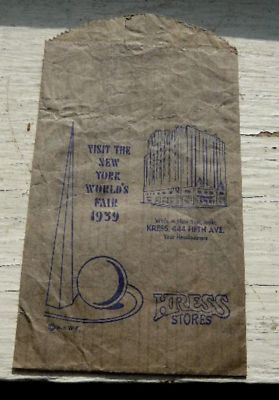 VISIT THE
NEW
YORK
WORLD'S
FAIR
1939
While in New York, make
KRESS, 444 FIFTH AVE.
Your Headquarters
KRESS
STORES